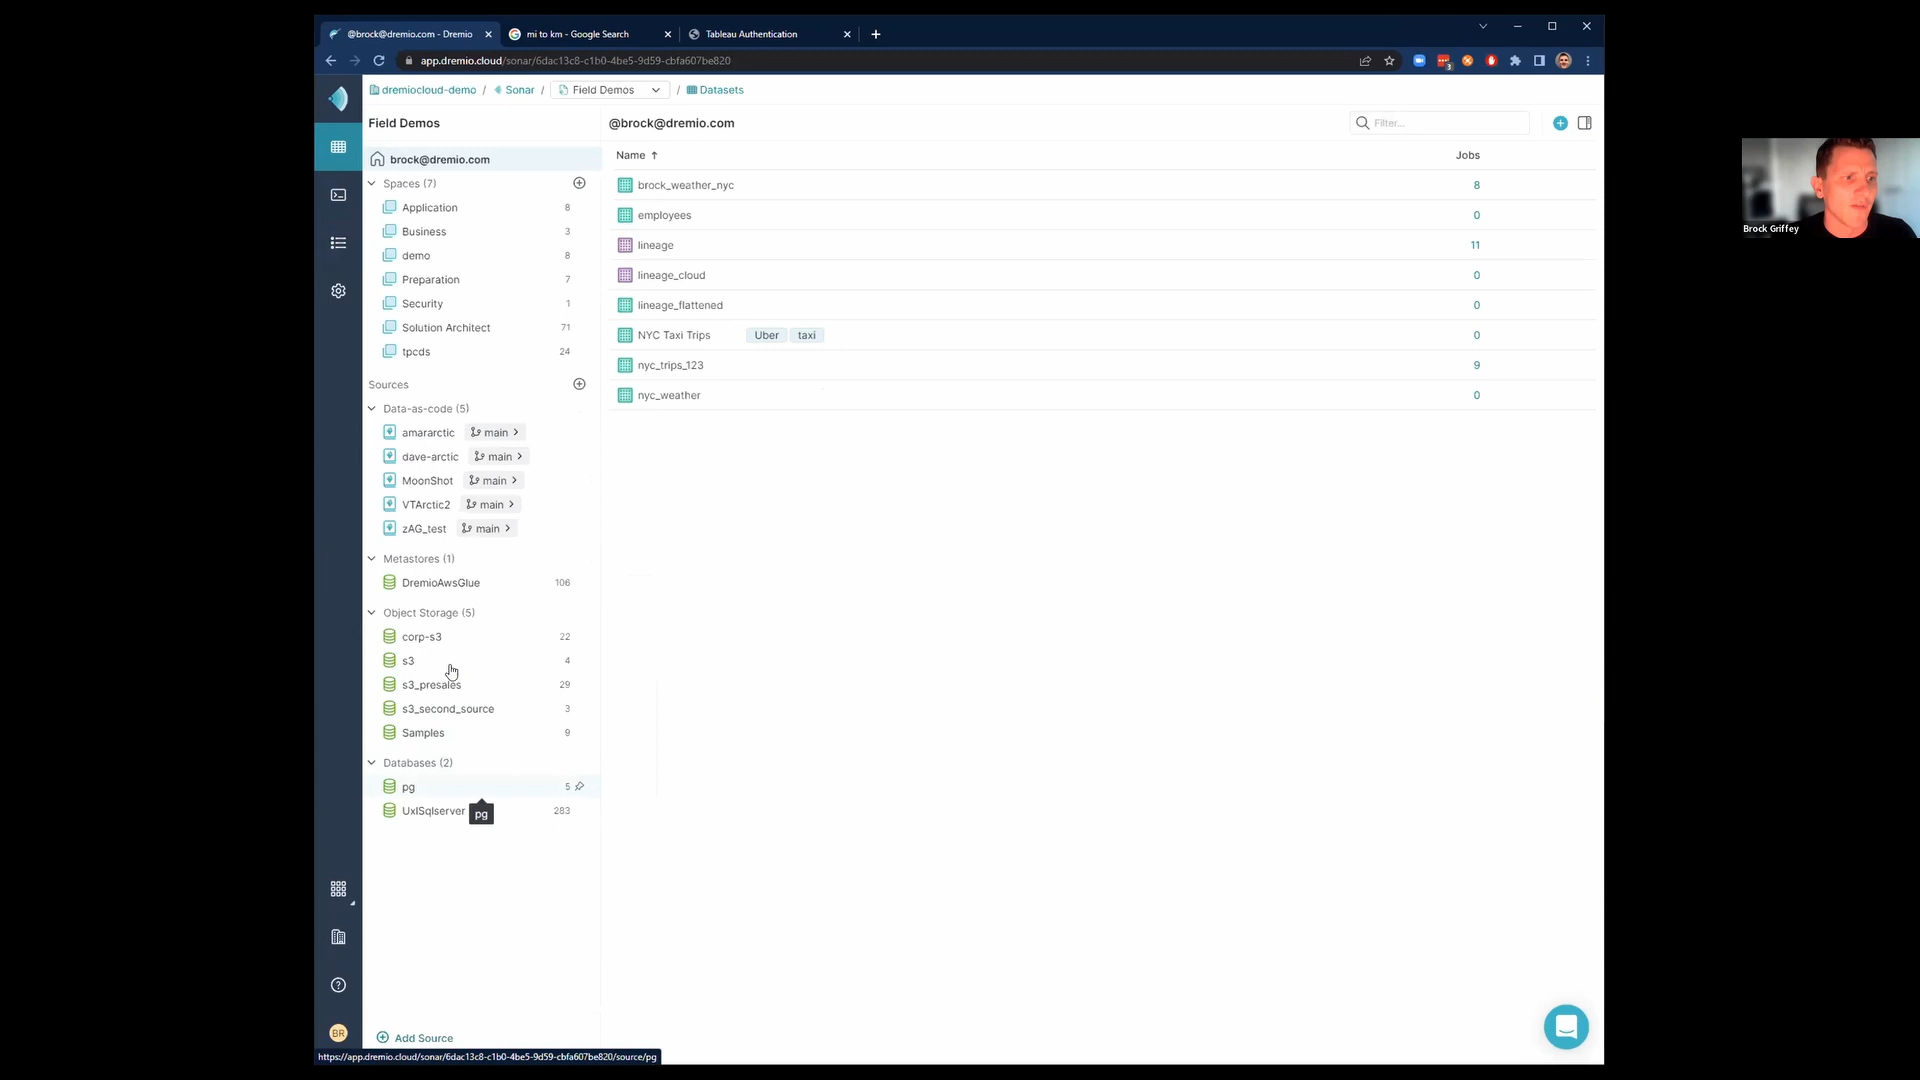 @brock@dremio.com - Dremio
mi to km - Google Search
Tableau Authentication
app.dremio.cloud/sonar/6dac13c8-c1b0-4be5-9d59-cbfa607be820
3
dremiocloud-demo / Sonar / Field Demos / Datasets
Field Demos
@brock@dremio.com
Filter...
brock@dremio.com
Name
Jobs
Spaces (7)
Application 8
Business 3
demo 8
Preparation 7
Security 1
Solution Architect 71
tpcds 24
Sources
Data-as-code (5)
amararctic main
dave-arctic main
MoonShot main
VTArctic2 main
zAG_test main
Metastores (1)
DremioAwsGlue 106
Object Storage (5)
corp-s3 22
s3 4
s3_presales 29
s3_second_source 3
Samples 9
Databases (2)
pg 5
UxlSqlserver 283
pg
brock_weather_nyc 8
employees 0
lineage 11
lineage_cloud 0
lineage_flattened 0
NYC Taxi Trips Uber taxi 0
nyc_trips_123 9
nyc_weather 0
BR
Add Source
https://app.dremio.cloud/sonar/6dac13c8-c1b0-4be5-9d59-cbfa607be820/source/pg
Brock Griffey